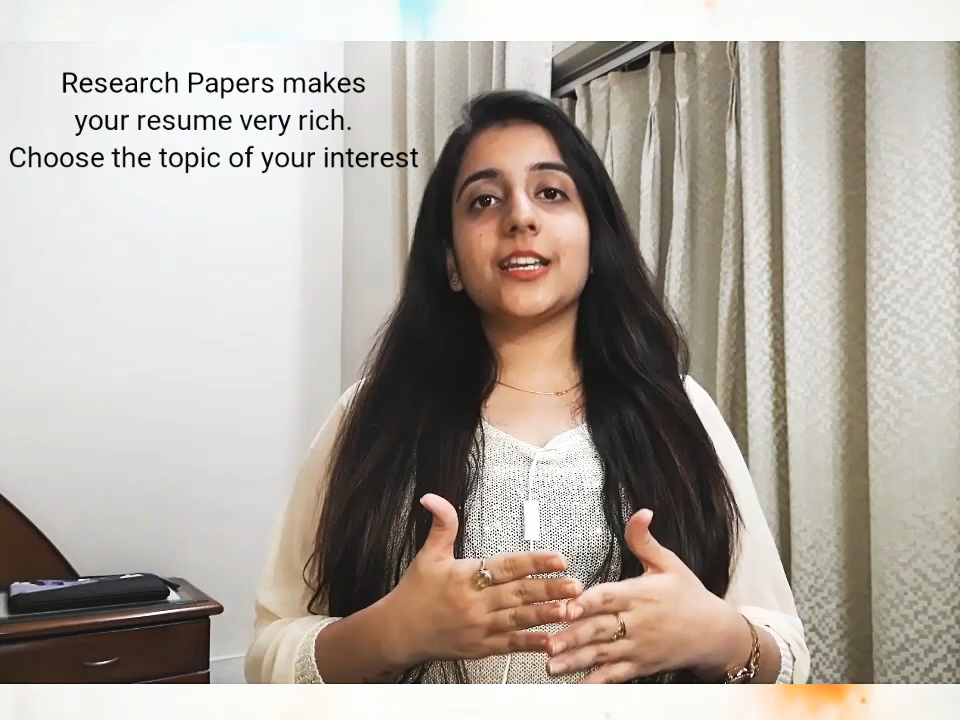 Research Papers makes
your resume very rich.
Choose the topic of your interest